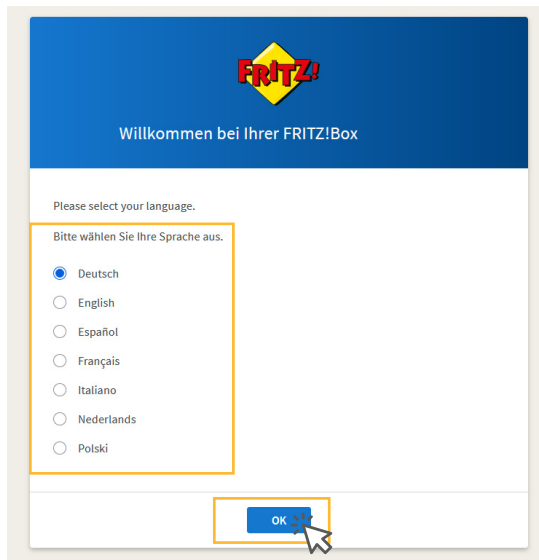 FRITZ!
Willkommen bei Ihrer FRITZ!Box
Please select your language.
Bitte wählen Sie Ihre Sprache aus.
Deutsch
English
Español
Français
Italiano
Nederlands
Polski
OK